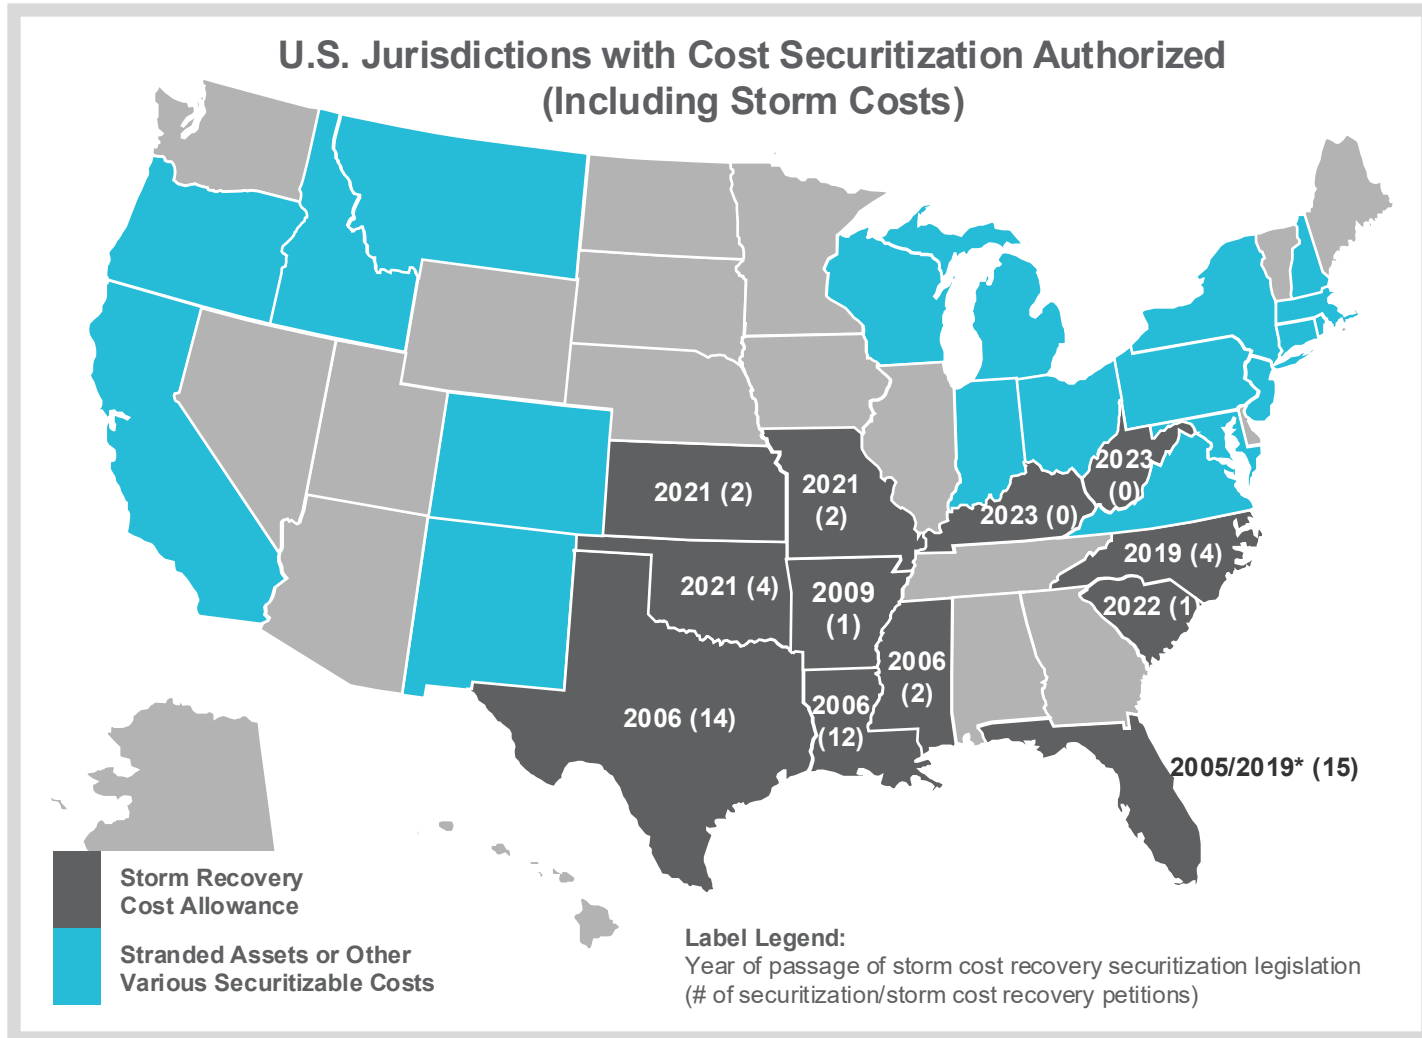 U.S. Jurisdictions with Cost Securitization Authorized
(Including Storm Costs)
2023
(0)
2021 (2)
2021
(2)
2023 (0)
2019 (4)
2021 (4)
2009
(1)
2022 (1
2006
(2)
2006 (14)
2006
(12)
2005/2019* (15)
Storm Recovery
Cost Allowance
Stranded Assets or Other
Various Securitizable Costs
Label Legend:
Year of passage of storm cost recovery securitization legislation
(# of securitization/storm cost recovery petitions)